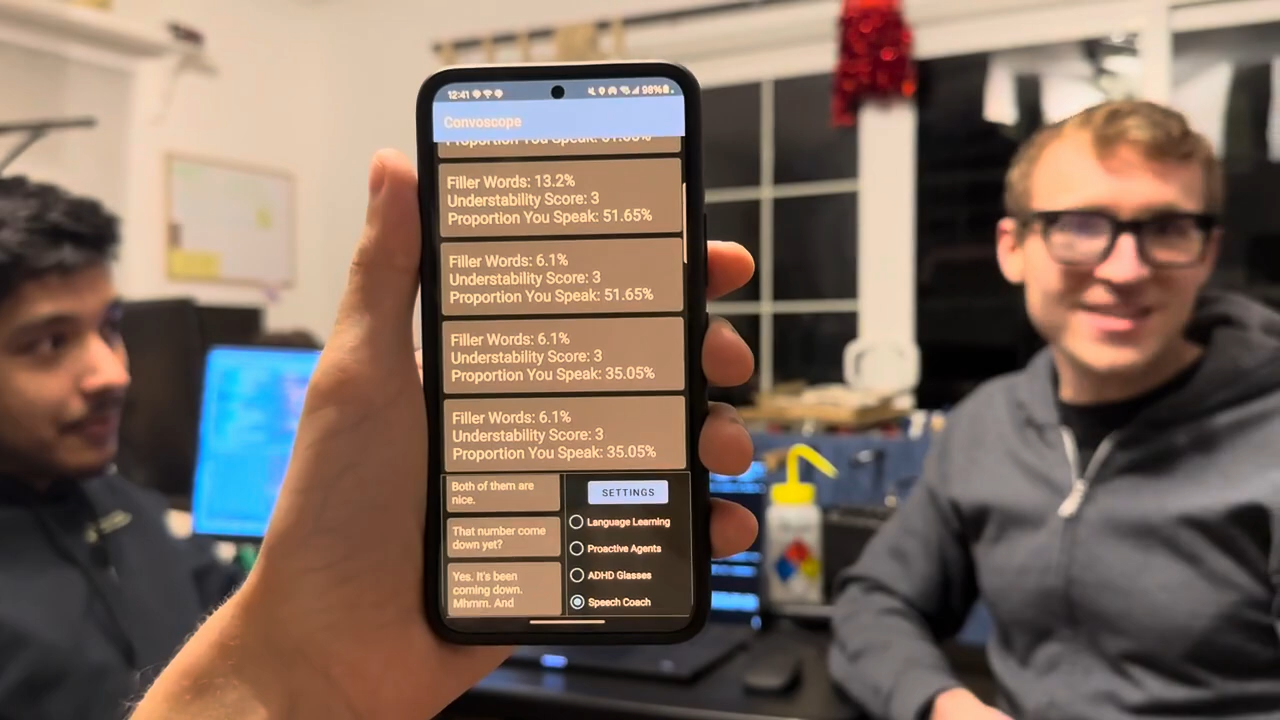 12:41
98%
Convoscope
Proportion You Speak:
Filler Words: 13.2%
Understability Score: 3
Proportion You Speak: 51.65%
Filler Words: 6.1%
Understability Score: 3
Proportion You Speak: 51.65%
Filler Words: 6.1%
Understability Score: 3
Proportion You Speak: 35.05%
Filler Words: 6.1%
Understability Score: 3
Proportion You Speak: 35.05%
Both of them are
nice.
That number come
down yet?
Yes. It's been
coming down.
Mhmm. And
SETTINGS
Language Learning
Proactive Agents
ADHD Glasses
Speech Coach